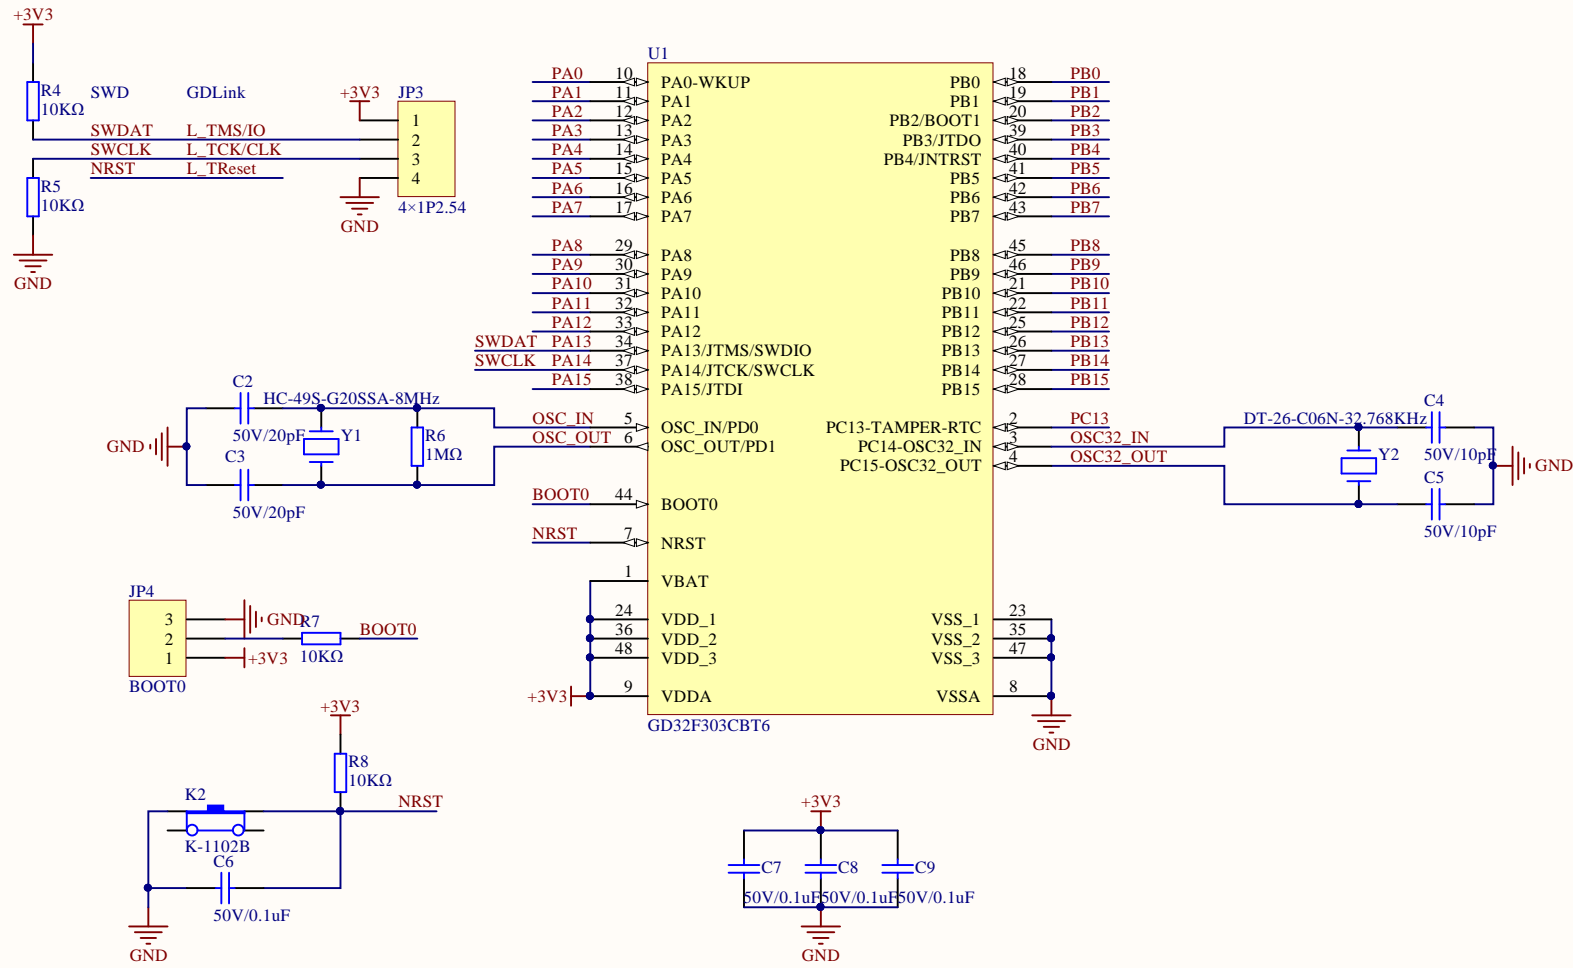 +3V3
R4
10KΩ
SWD GDLink
+3V3 JP3
1
SWDAT L_TMS/IO 2
SWCLK L_TCK/CLK 3
NRST L_TReset 4
R5
10KΩ
4×1P2.54
GND
GND
U1
PA0 10 PA0-WKUP PB0 18 PB0
PA1 11 PA1 PB1 19 PB1
PA2 12 PA2 PB2/BOOT1 20 PB2
PA3 13 PA3 PB3/JTDO 39 PB3
PA4 14 PA4 PB4/JNTRST 40 PB4
PA5 15 PA5 PB5 41 PB5
PA6 16 PA6 PB6 42 PB6
PA7 17 PA7 PB7 43 PB7
PA8 29 PA8 PB8 45 PB8
PA9 30 PA9 PB9 46 PB9
PA10 31 PA10 PB10 21 PB10
PA11 32 PA11 PB11 22 PB11
PA12 33 PA12 PB12 25 PB12
SWDAT PA13 34 PA13/JTMS/SWDIO PB13 26 PB13
SWCLK PA14 37 PA14/JTCK/SWCLK PB14 27 PB14
PA15 38 PA15/JTDI PB15 28 PB15
OSC_IN 5 OSC_IN/PD0 PC13-TAMPER-RTC 2 PC13
OSC_OUT 6 OSC_OUT/PD1 PC14-OSC32_IN 3 OSC32_IN
PC15-OSC32_OUT 4 OSC32_OUT
BOOT0 44 BOOT0
NRST 7 NRST
1 VBAT
24 VDD_1 VSS_1 23
36 VDD_2 VSS_2 35
48 VDD_3 VSS_3 47
+3V3 9 VDDA VSSA 8
GD32F303CBT6
GND
C2
HC-49S-G20SSA-8MHz
50V/20pF
Y1
R6
1MΩ
GND
C3
50V/20pF
C4
DT-26-C06N-32.768KHz
50V/10pF
Y2
GND
C5
50V/10pF
JP4
3 GND
R7
2 BOOT0
10KΩ
1 +3V3
BOOT0
+3V3
R8
10KΩ
K2
NRST
K-1102B
C6
50V/0.1uF
GND
+3V3
C7 C8 C9
50V/0.1uF 50V/0.1uF 50V/0.1uF
GND